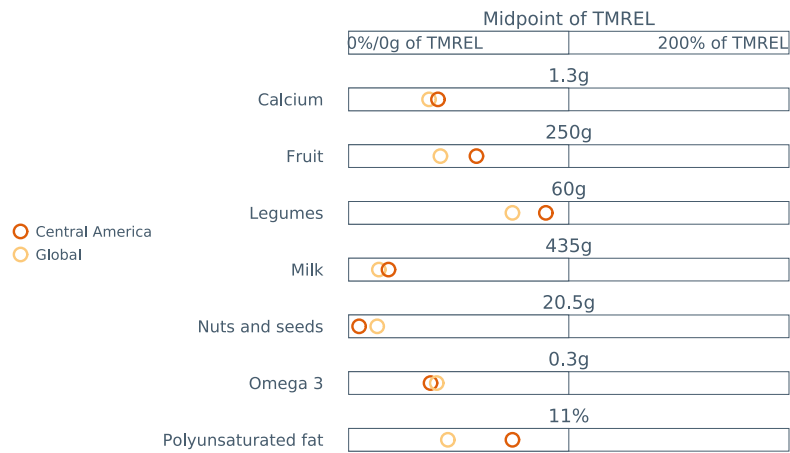 Midpoint of TMREL
0%/0g of TMREL 200% of TMREL
1.3g
Calcium
250g
Fruit
60g
Legumes
Central America
Global
435g
Milk
20.5g
Nuts and seeds
0.3g
Omega 3
11%
Polyunsaturated fat